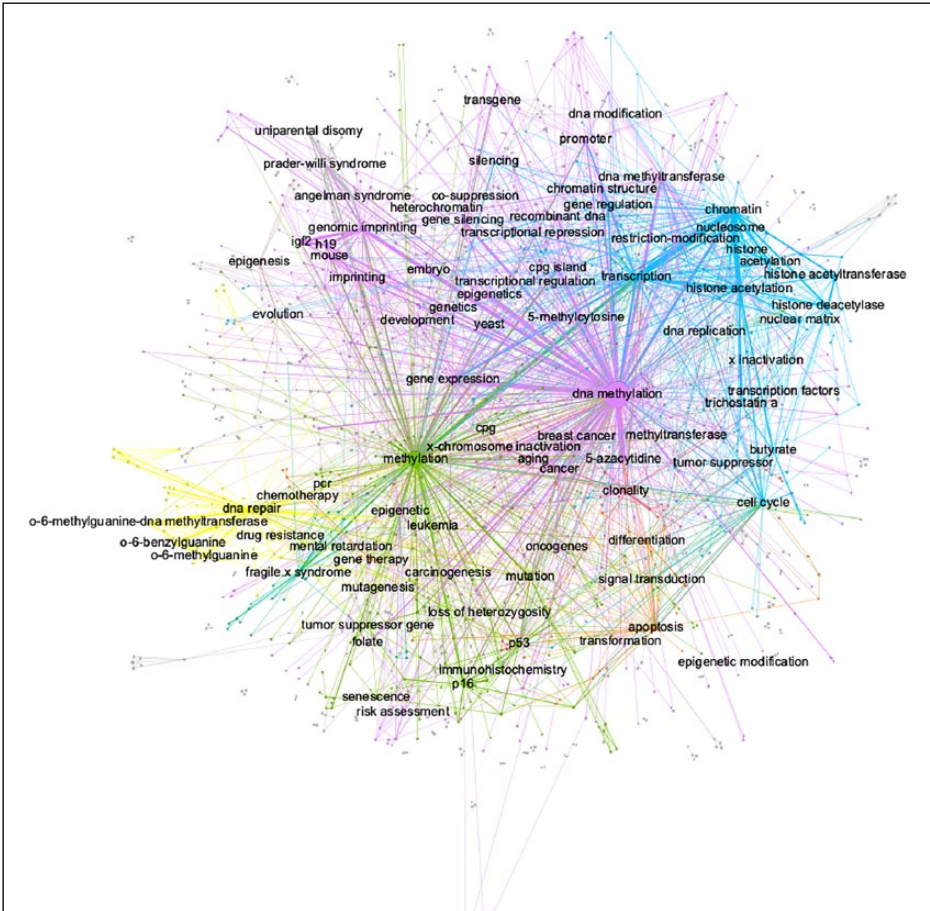 transgene
dna modification
uniparental disomy
promoter
prader-willi syndrome
silencing
dna methyltransferase
chromatin structure
angelman syndrome
co-suppression
gene regulation
heterochromatin
chromatin
gene silencing
recombinant dna
genomic imprinting
nucleosome
transcriptional repression
restriction-modification
igf2
h19
histone
mouse
epigenesis
acetylation
embryo
cpg island
imprinting
transcription
histone acetyltransferase
transcriptional regulation
histone acetylation
epigenetics
genetics
histone deacetylase
evolution
development
yeast
5-methylcytosine
nuclear matrix
dna replication
x inactivation
gene expression
dna methylation
transcription factors
trichostatin a
cpg
breast cancer
methyltransferase
x-chromosome inactivation
butyrate
methylation
aging
5-azacytidine
tumor suppressor
cancer
pcr
clonality
chemotherapy
cell cycle
dna repair
epigenetic
o-6-methylguanine-dna methyltransferase
leukemia
drug resistance
o-6-benzylguanine
mental retardation
oncogenes
differentiation
o-6-methylguanine
gene therapy
fragile x syndrome
carcinogenesis
mutation
signal transduction
mutagenesis
loss of heterozygosity
tumor suppressor gene
apoptosis
folate
p53
transformation
epigenetic modification
immunohistochemistry
p16
senescence
risk assessment